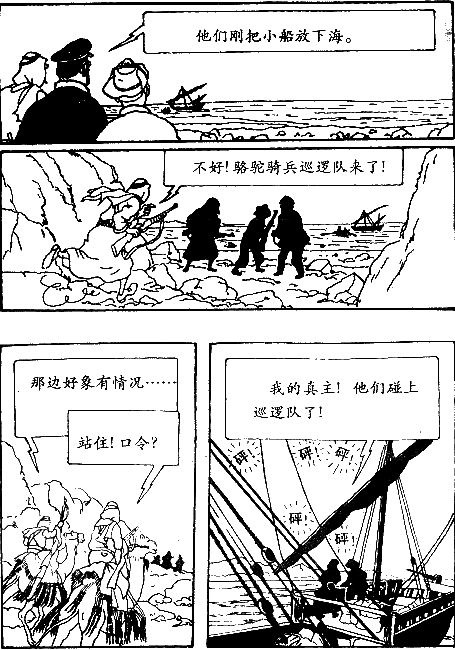 他们刚把小船放下海。
不好!骆驼骑兵巡逻队来了!
那边好象有情况……
站住!口令?
我的真主!他们碰上
巡逻队了!
砰!
砰!
砰!
砰!
砰!